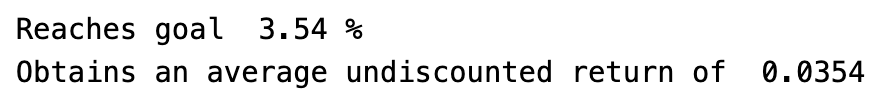 Reaches goal  3.54 %
Obtains an average undiscounted return of  0.0354